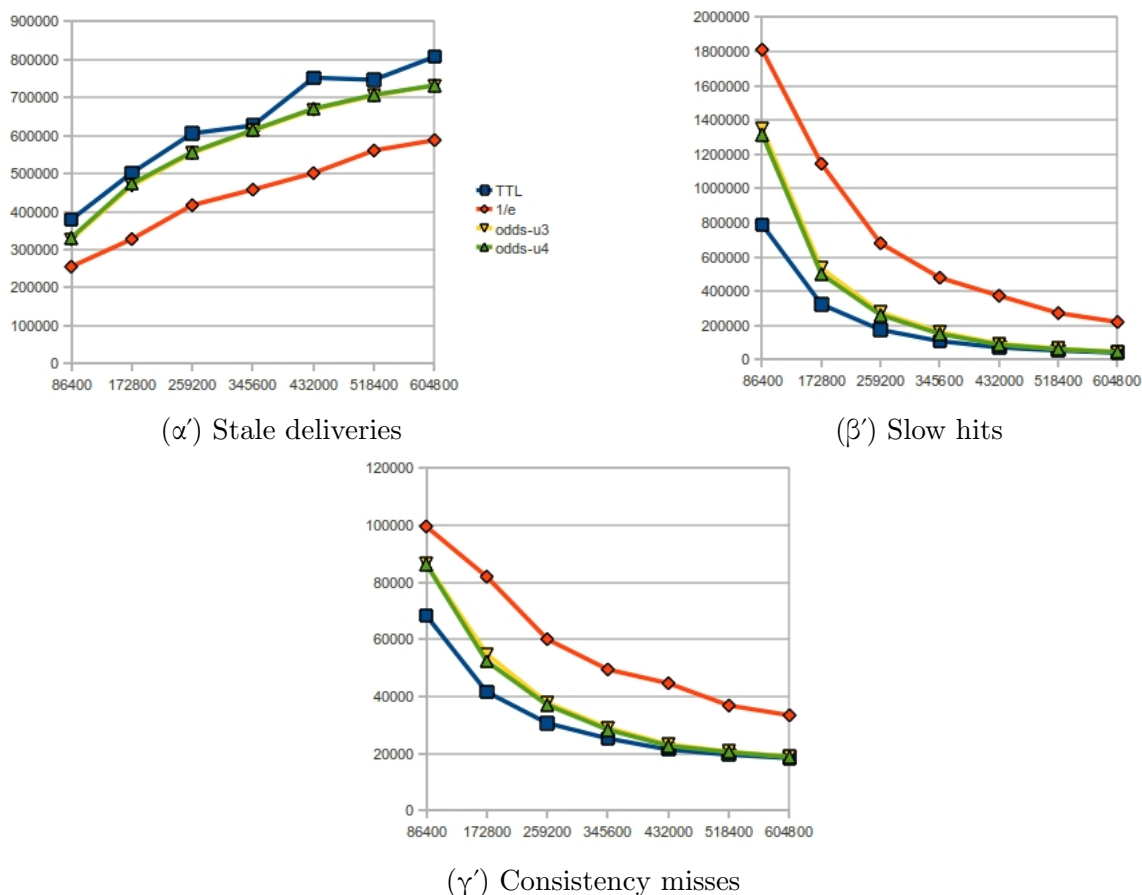 900000
800000
700000
600000
500000
400000
300000
200000
100000
0
86400 172800 259200 345600 432000 518400 604800
TTL
1/e
odds-u3
odds-u4
(α′) Stale deliveries
2000000
1800000
1600000
1400000
1200000
1000000
800000
600000
400000
200000
0
86400 172800 259200 345600 432000 518400 604800
(β′) Slow hits
120000
100000
80000
60000
40000
20000
0
86400 172800 259200 345600 432000 518400 604800
(γ′) Consistency misses